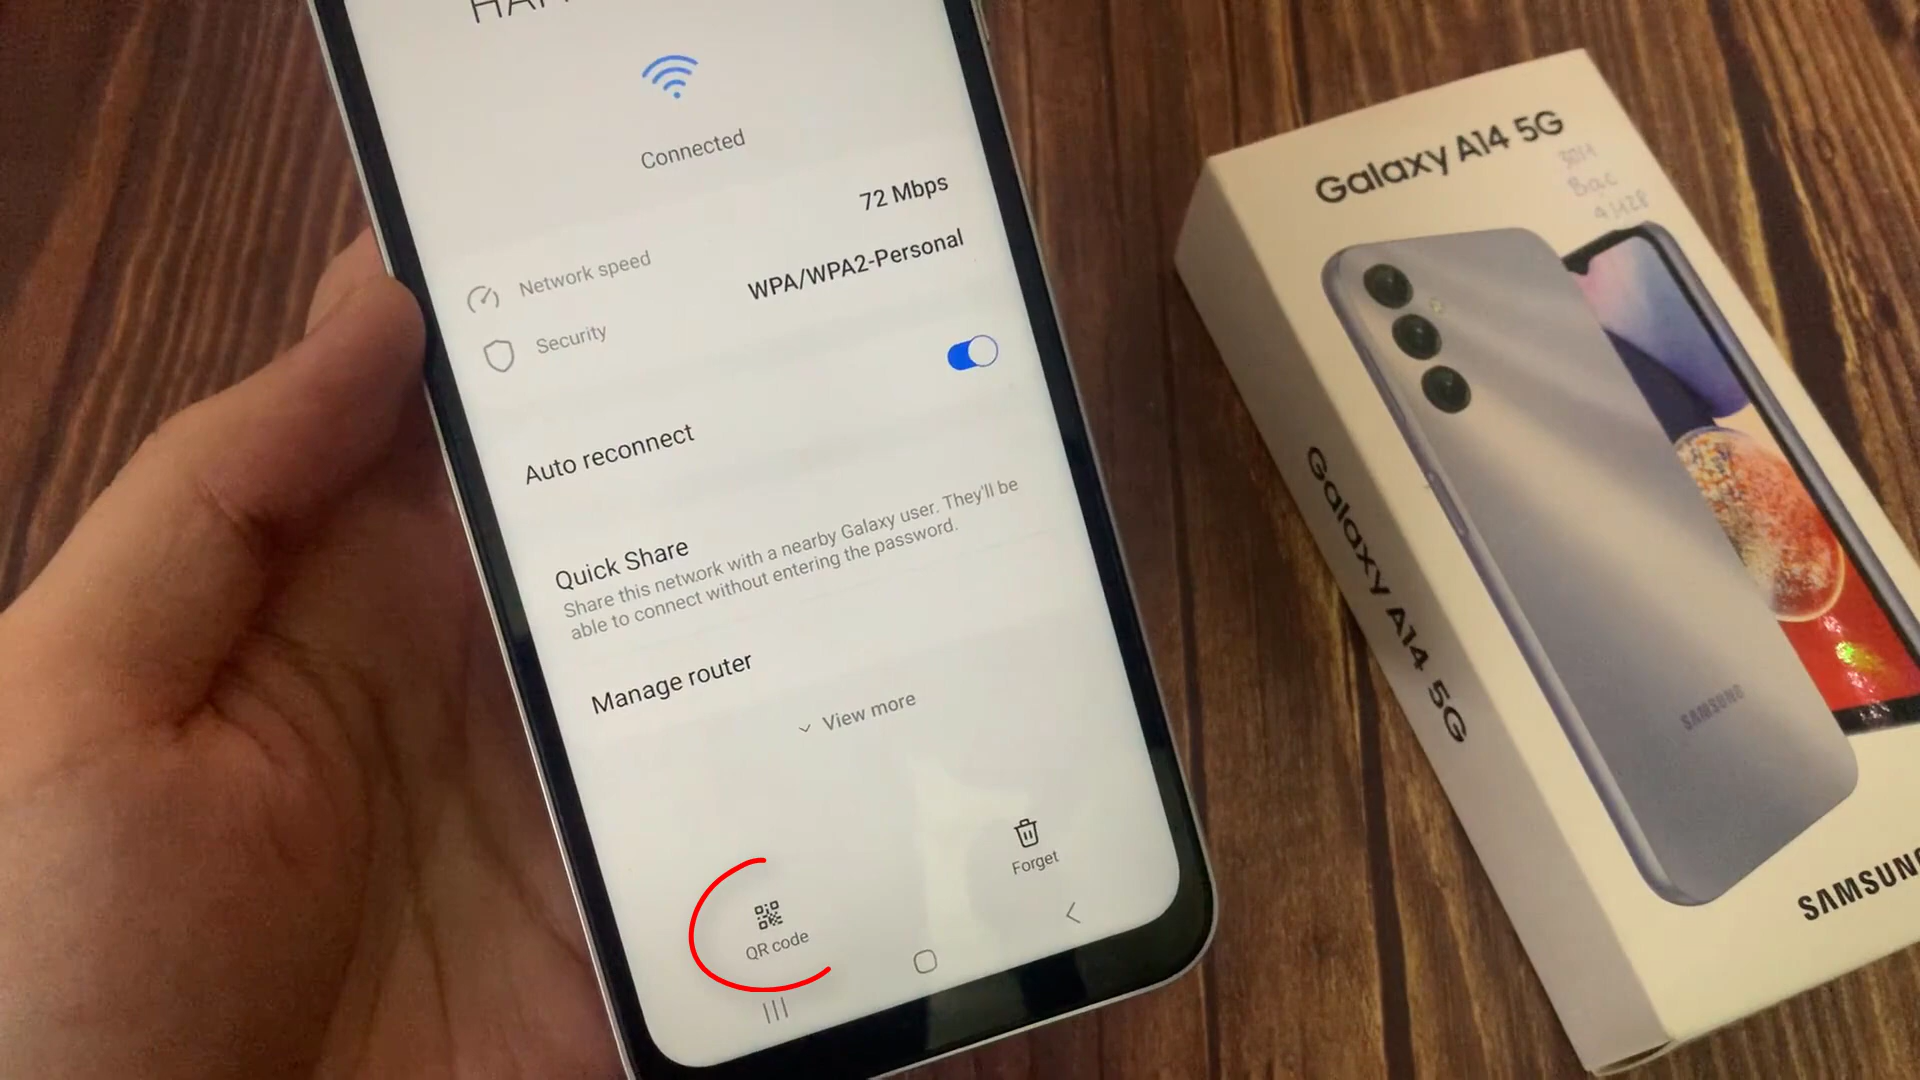 Connected
Network speed
72 Mbps
Security
WPA/WPA2-Personal
Auto reconnect
Quick Share
Share this network with a nearby Galaxy user. They'll be
able to connect without entering the password.
Manage router
View more
QR code
Forget
Galaxy A14 5G
Galaxy A14 5G
SAMSUNG
SAMSUNG